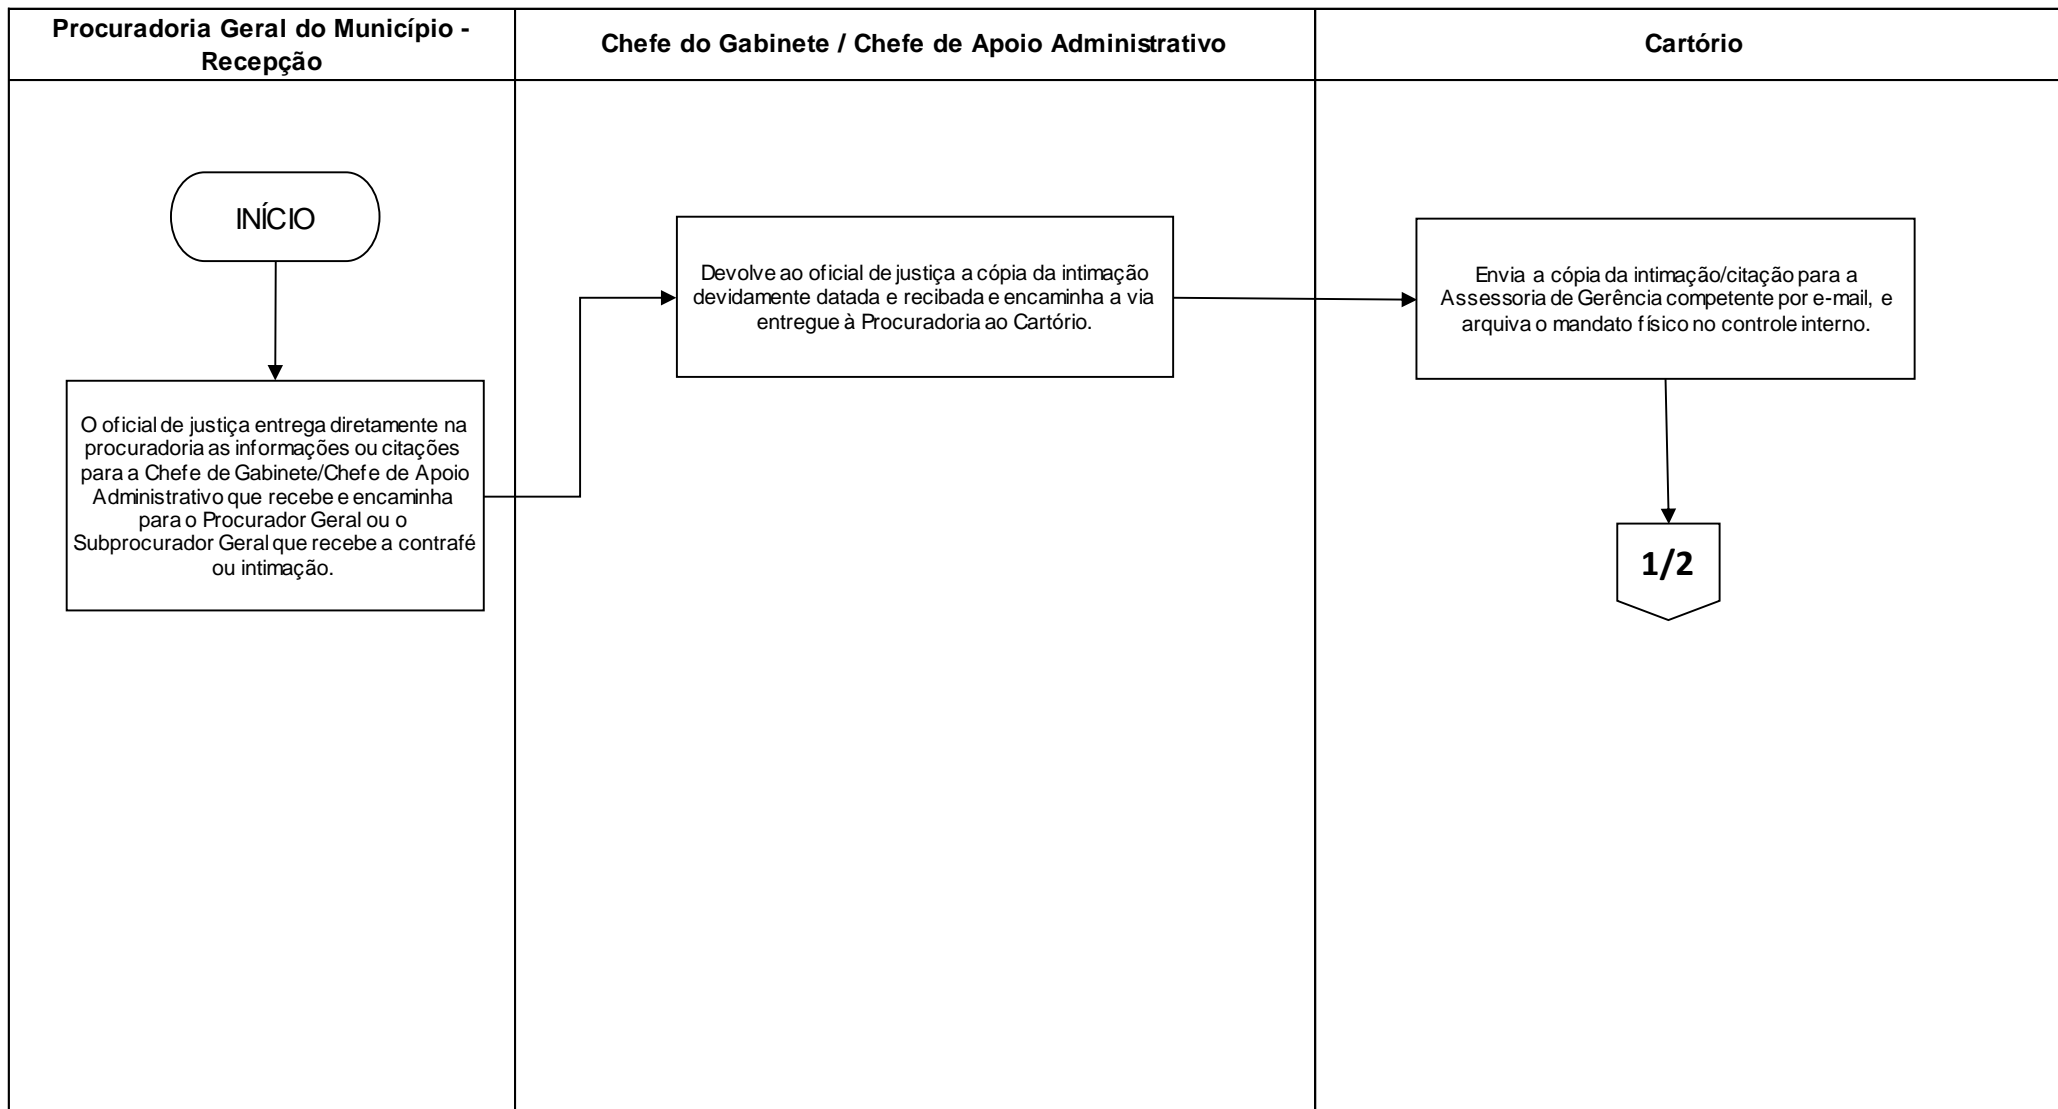 Procuradoria Geral do Município -
Recepção
Chefe do Gabinete / Chefe de Apoio Administrativo
Cartório
INÍCIO
O oficial de justiça entrega diretamente na
procuradoria as informações ou citações
para a Chefe de Gabinete/Chefe de Apoio
Administrativo que recebe e encaminha
para o Procurador Geral ou o
Subprocurador Geral que recebe a contrafé
ou intimação.
Devolve ao oficial de justiça a cópia da intimação
devidamente datada e recibada e encaminha a via
entregue à Procuradoria ao Cartório.
Envia a cópia da intimação/citação para a
Assessoria de Gerência competente por e-mail, e
arquiva o mandato físico no controle interno.
1/2